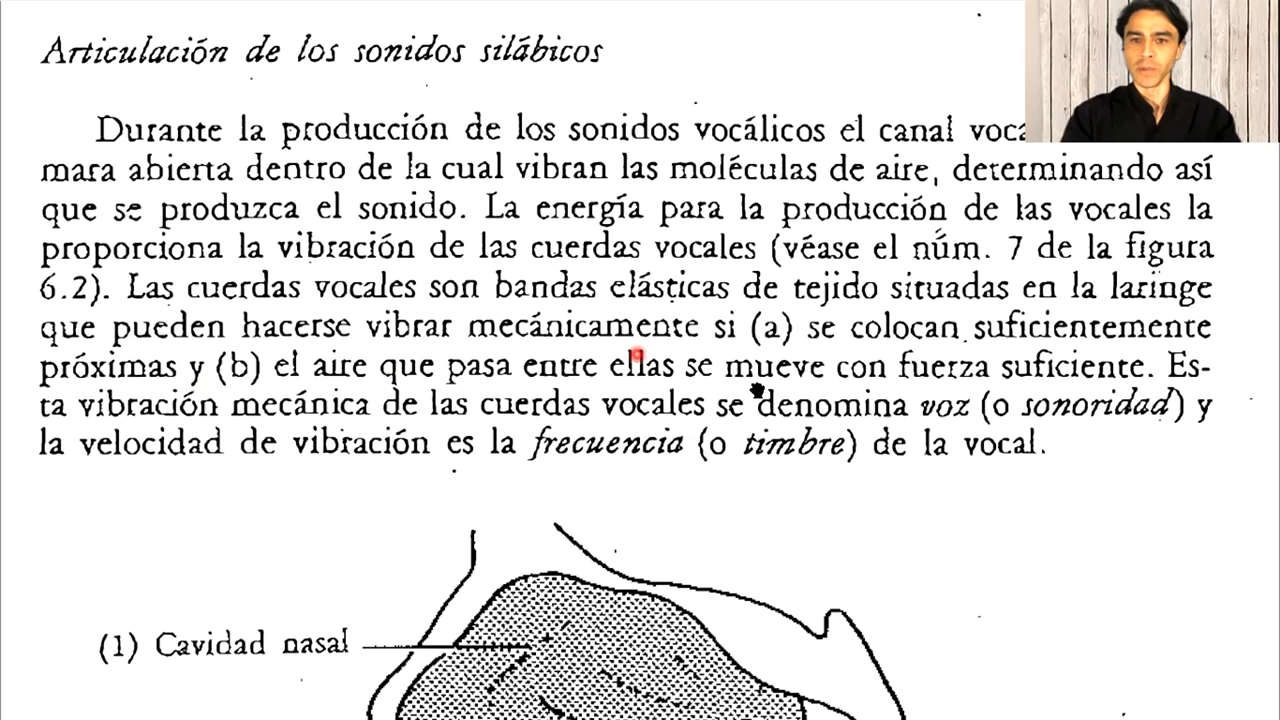 Articulación de los sonidos silábicos
Durante la producción de los sonidos vocálicos el canal
mara abierta dentro de la cual vibran las moléculas de aire, determinando así
que se produzca el sonido. La energía para la producción de las vocales la
proporciona la vibración de las cuerdas vocales (véase el núm. 7 de la figura
6.2). Las cuerdas vocales son bandas elásticas de tejido situadas en la laringe
que pueden hacerse vibrar mecánicamente si (a) se colocan suficientemente
próximas y (b) el aire que pasa entre ellas se mueve con fuerza suficiente. Es-
ta vibración mecánica de las cuerdas vocales se denomina voz (o sonoridad) y
la velocidad de vibración es la frecuencia (o timbre) de la vocal.
(1) Cavidad nasal